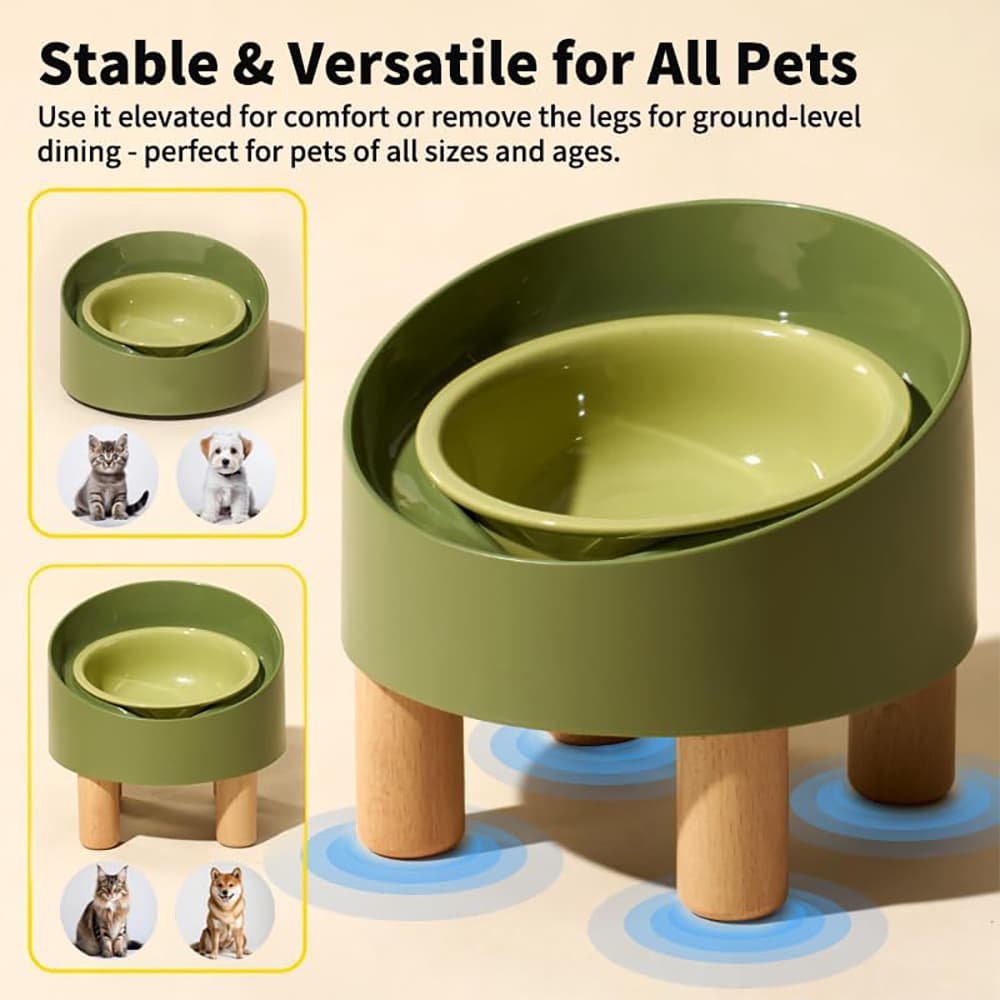 Stable & Versatile for All Pets
Use it elevated for comfort or remove the legs for ground-level
dining - perfect for pets of all sizes and ages.